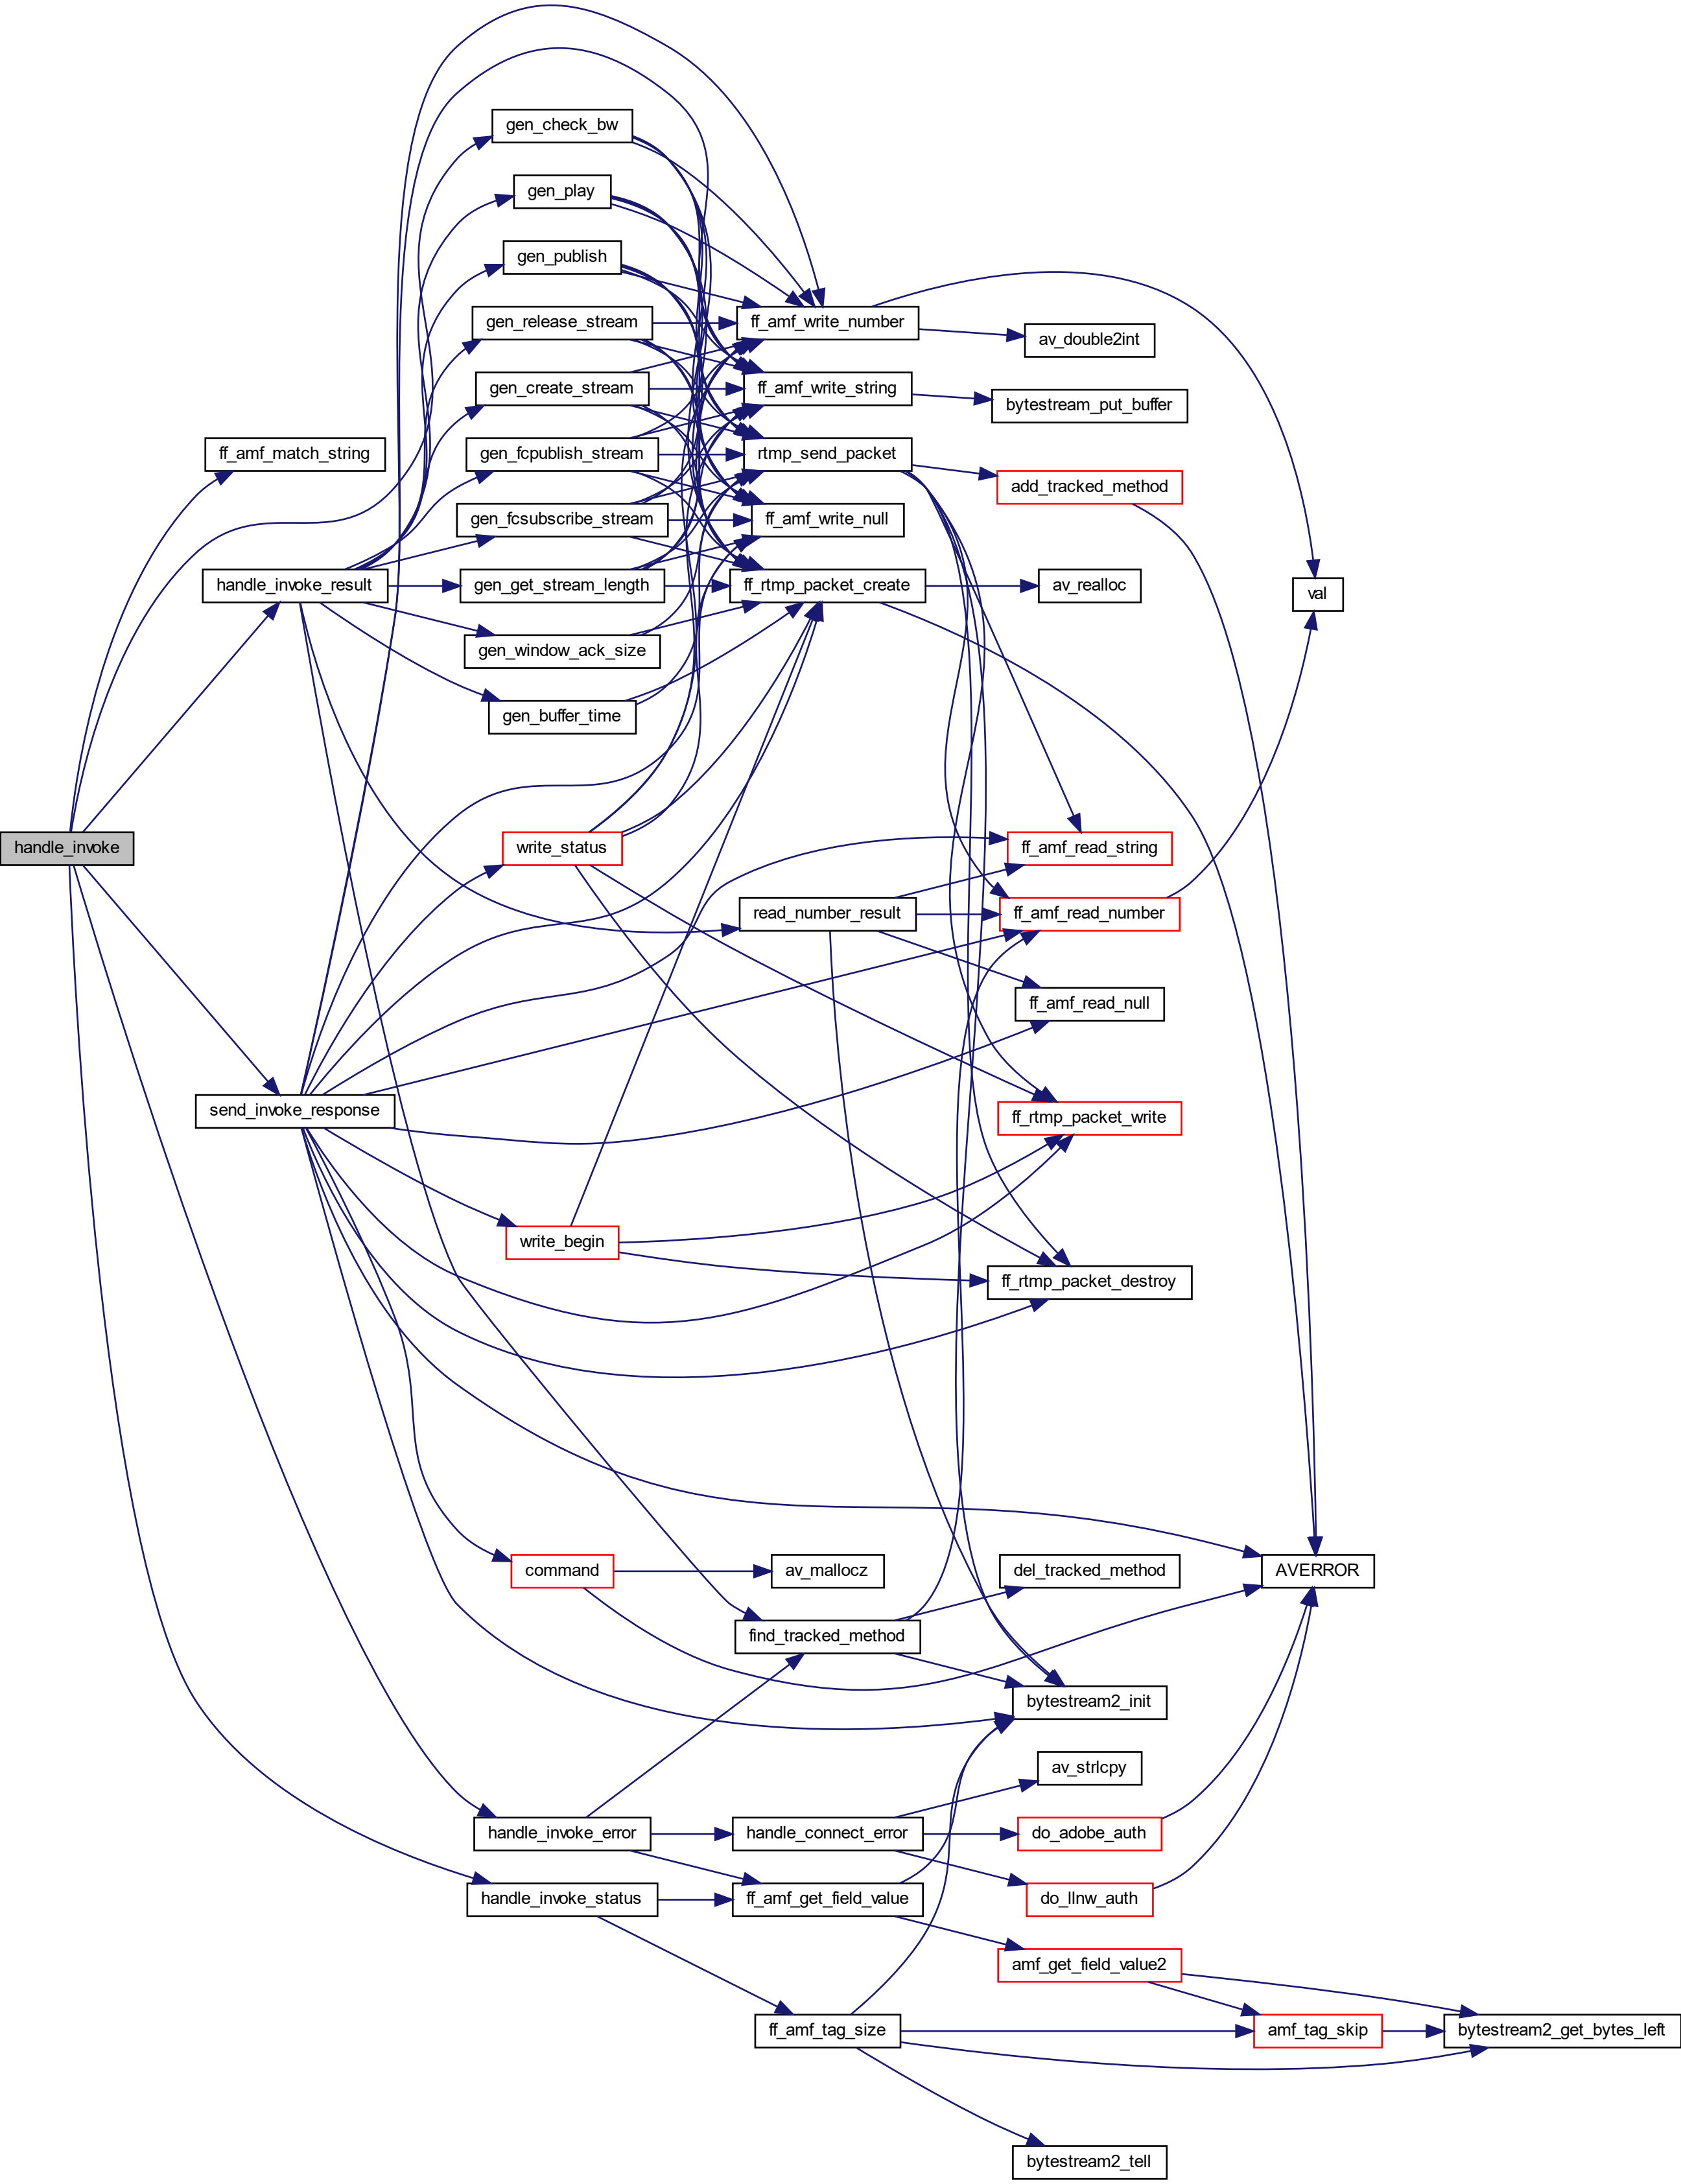 gen_check_bw
gen_play
gen_publish
gen_release_stream
ff_amf_write_number
av_double2int
gen_create_stream
ff_amf_write_string
bytestream_put_buffer
ff_amf_match_string
gen_fcpublish_stream
rtmp_send_packet
add_tracked_method
gen_fcsubscribe_stream
ff_amf_write_null
handle_invoke_result
gen_get_stream_length
ff_rtmp_packet_create
av_realloc
val
gen_window_ack_size
gen_buffer_time
handle_invoke
write_status
ff_amf_read_string
read_number_result
ff_amf_read_number
ff_amf_read_null
send_invoke_response
ff_rtmp_packet_write
write_begin
ff_rtmp_packet_destroy
command
av_mallocz
del_tracked_method
AVERROR
find_tracked_method
bytestream2_init
av_strlcpy
handle_invoke_error
handle_connect_error
do_adobe_auth
handle_invoke_status
ff_amf_get_field_value
do_llnw_auth
amf_get_field_value2
ff_amf_tag_size
amf_tag_skip
bytestream2_get_bytes_left
bytestream2_tell